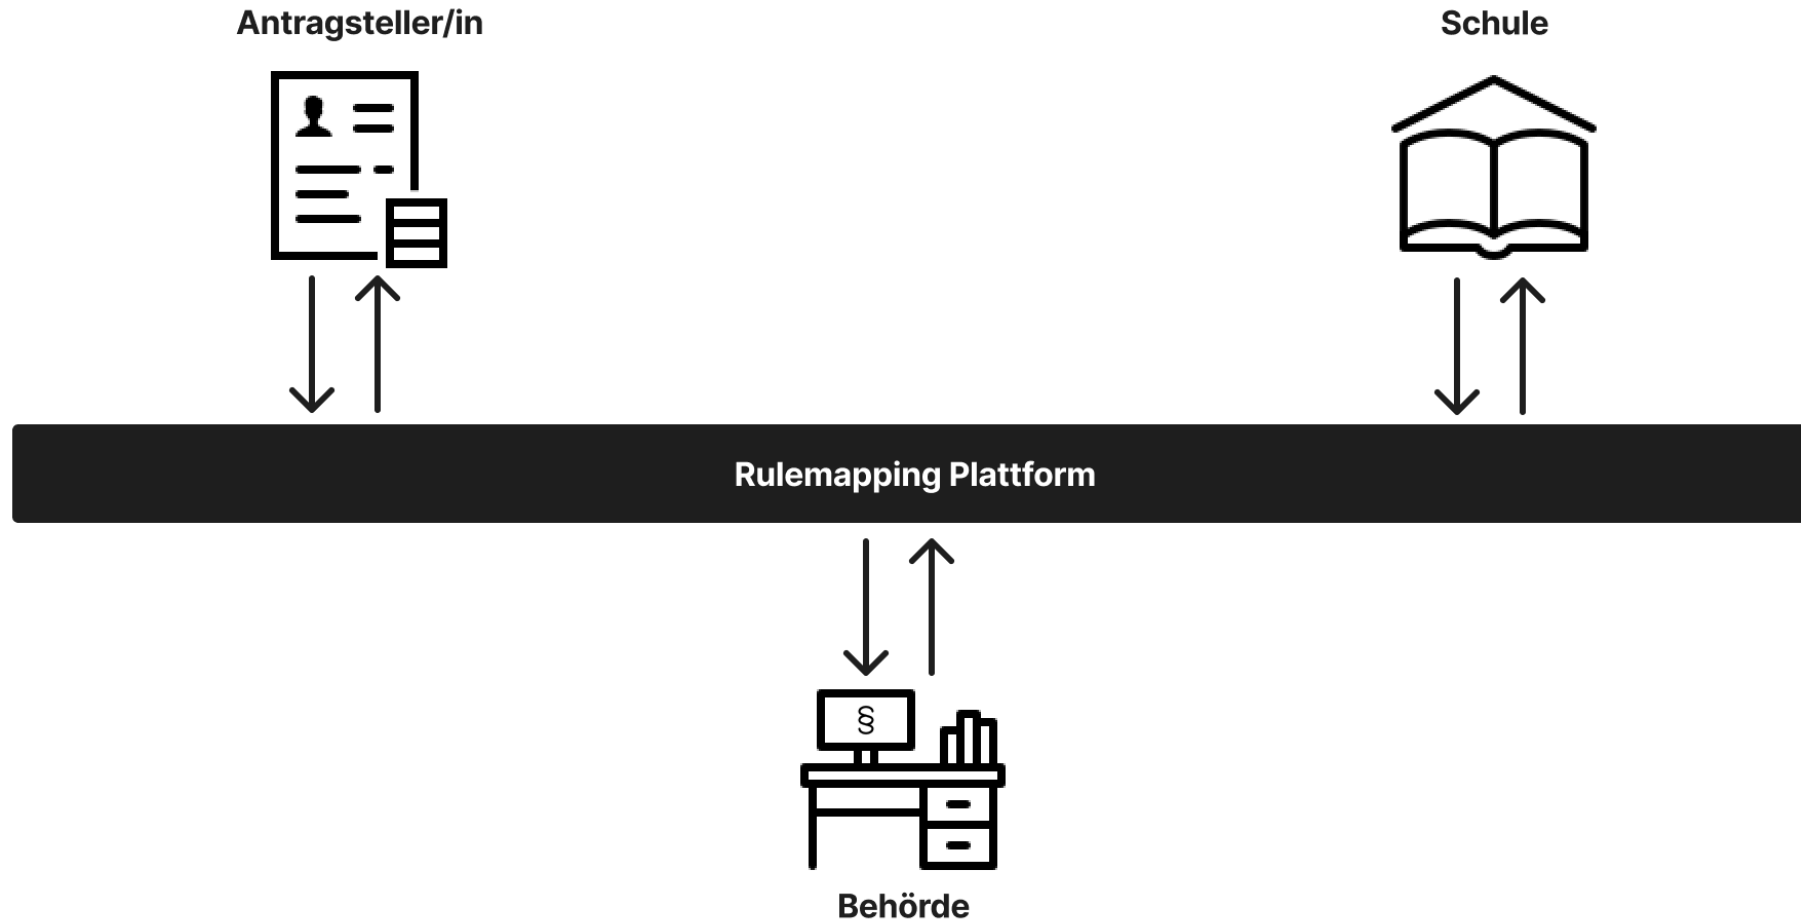 Antragsteller/in
Schule
Rulemapping Plattform
§
Behörde